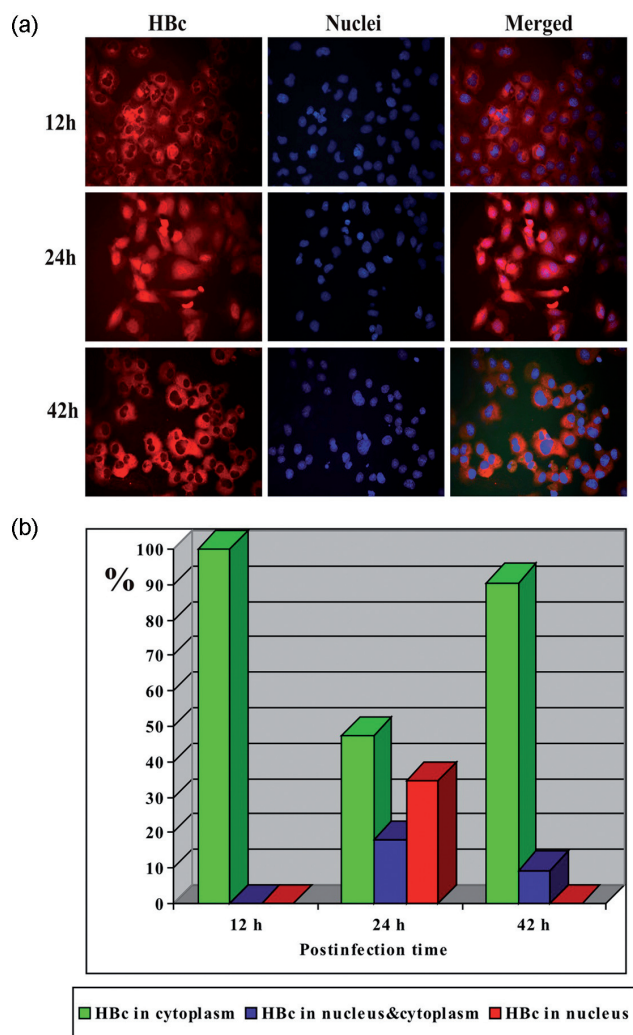 (a)
HBc Nuclei Merged
12h
24h
42h
(b)
%
100
90
80
70
60
50
40
30
20
10
0
12 h 24 h 42 h
Postinfection time
HBc in cytoplasm HBc in nucleus&cytoplasm HBc in nucleus